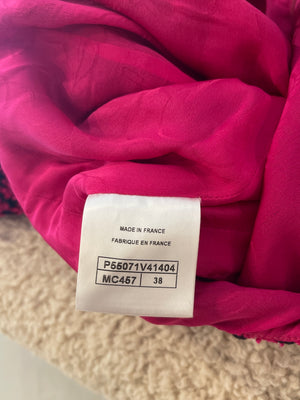 MADE IN FRANCE
FABRIQUE EN FRANCE
P55071V41404
MC457 38